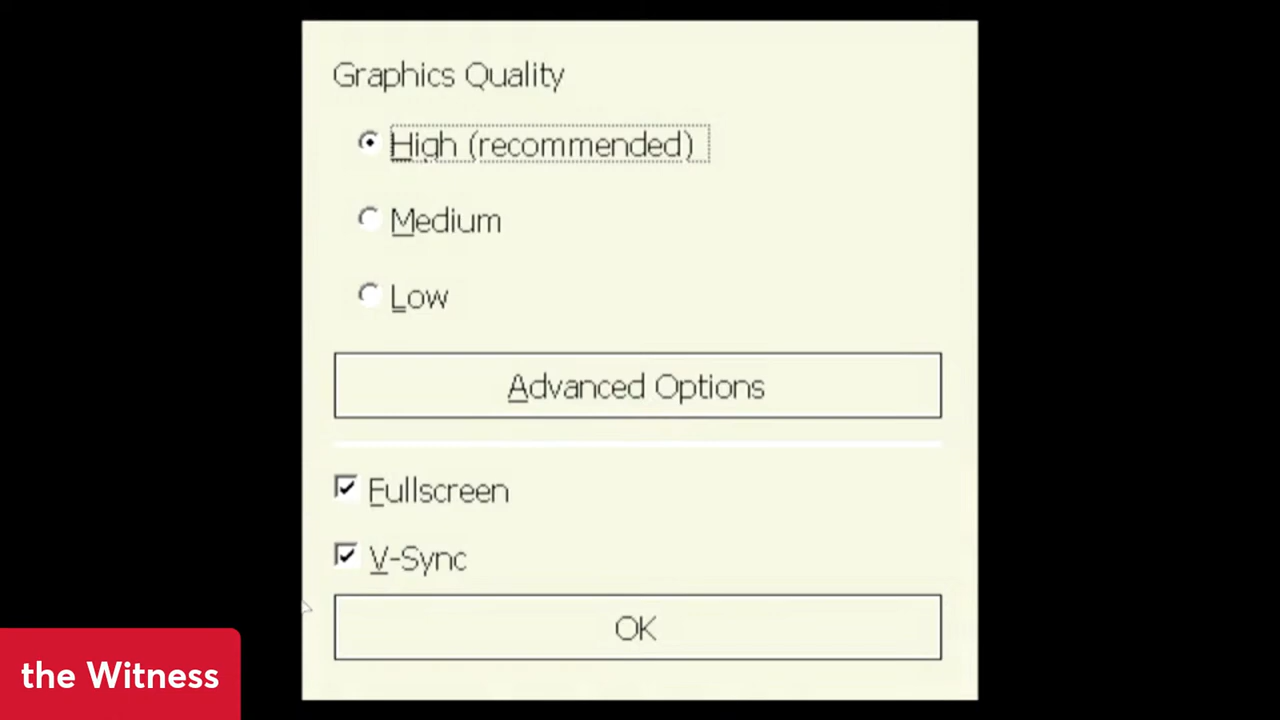 Graphics Quality
High (recommended)
Medium
Low
Advanced Options
Fullscreen
V-Sync
OK
the Witness